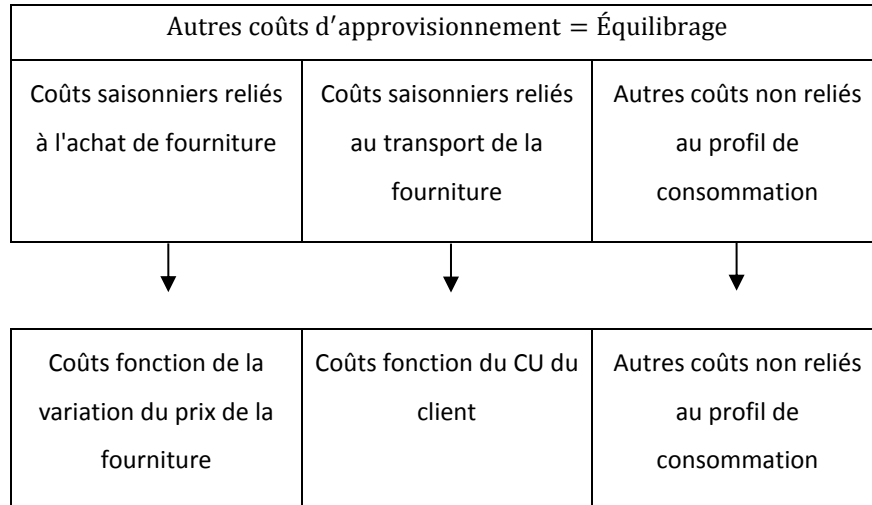 Autres coûts d′approvisionnement = Équilibrage
Coûts saisonniers reliés
à l'achat de fourniture
Coûts saisonniers reliés
au transport de la
fourniture
Autres coûts non reliés
au profil de
consommation
Coûts fonction de la
variation du prix de la
fourniture
Coûts fonction du CU du
client
Autres coûts non reliés
au profil de
consommation